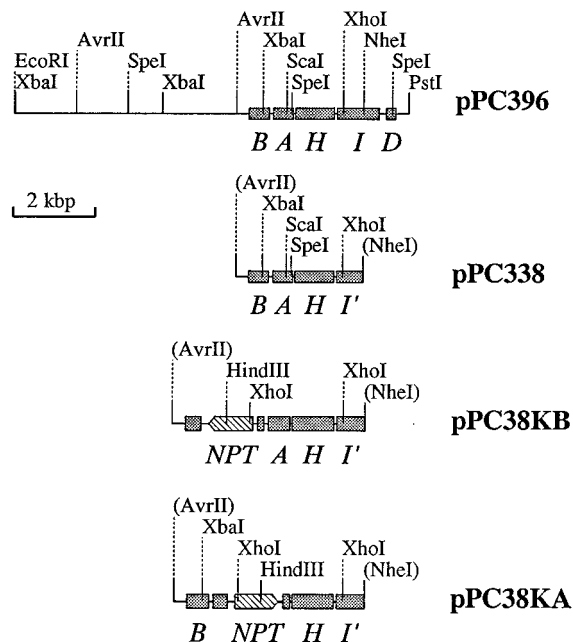 AvrII XhoI
AvrII XbaI NheI
EcoRI SpeI ScaI SpeI
XbaI XbaI SpeI PstI
pPC396
B A H I D
2 kbp
(AvrII)
XbaI
ScaI XhoI
SpeI (NheI)
pPC338
B A H I'
(AvrII)
HindIII XhoI
XhoI (NheI)
pPC38KB
NPT A H I'
(AvrII)
XbaI
XhoI XhoI
HindIII (NheI)
pPC38KA
B NPT H I'